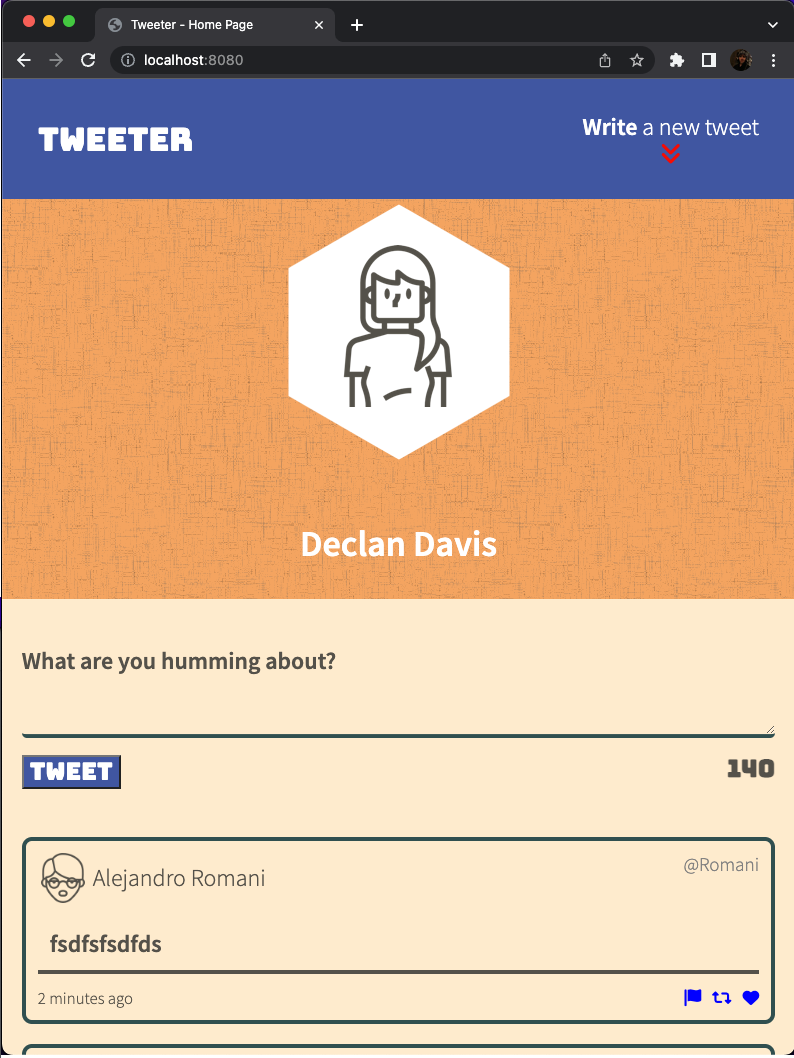 Tweeter - Home Page
localhost:8080
TWEETER
Write a new tweet
Declan Davis
What are you humming about?
TWEET
140
Alejandro Romani
@Romani
fsdfsfsdfds
2 minutes ago